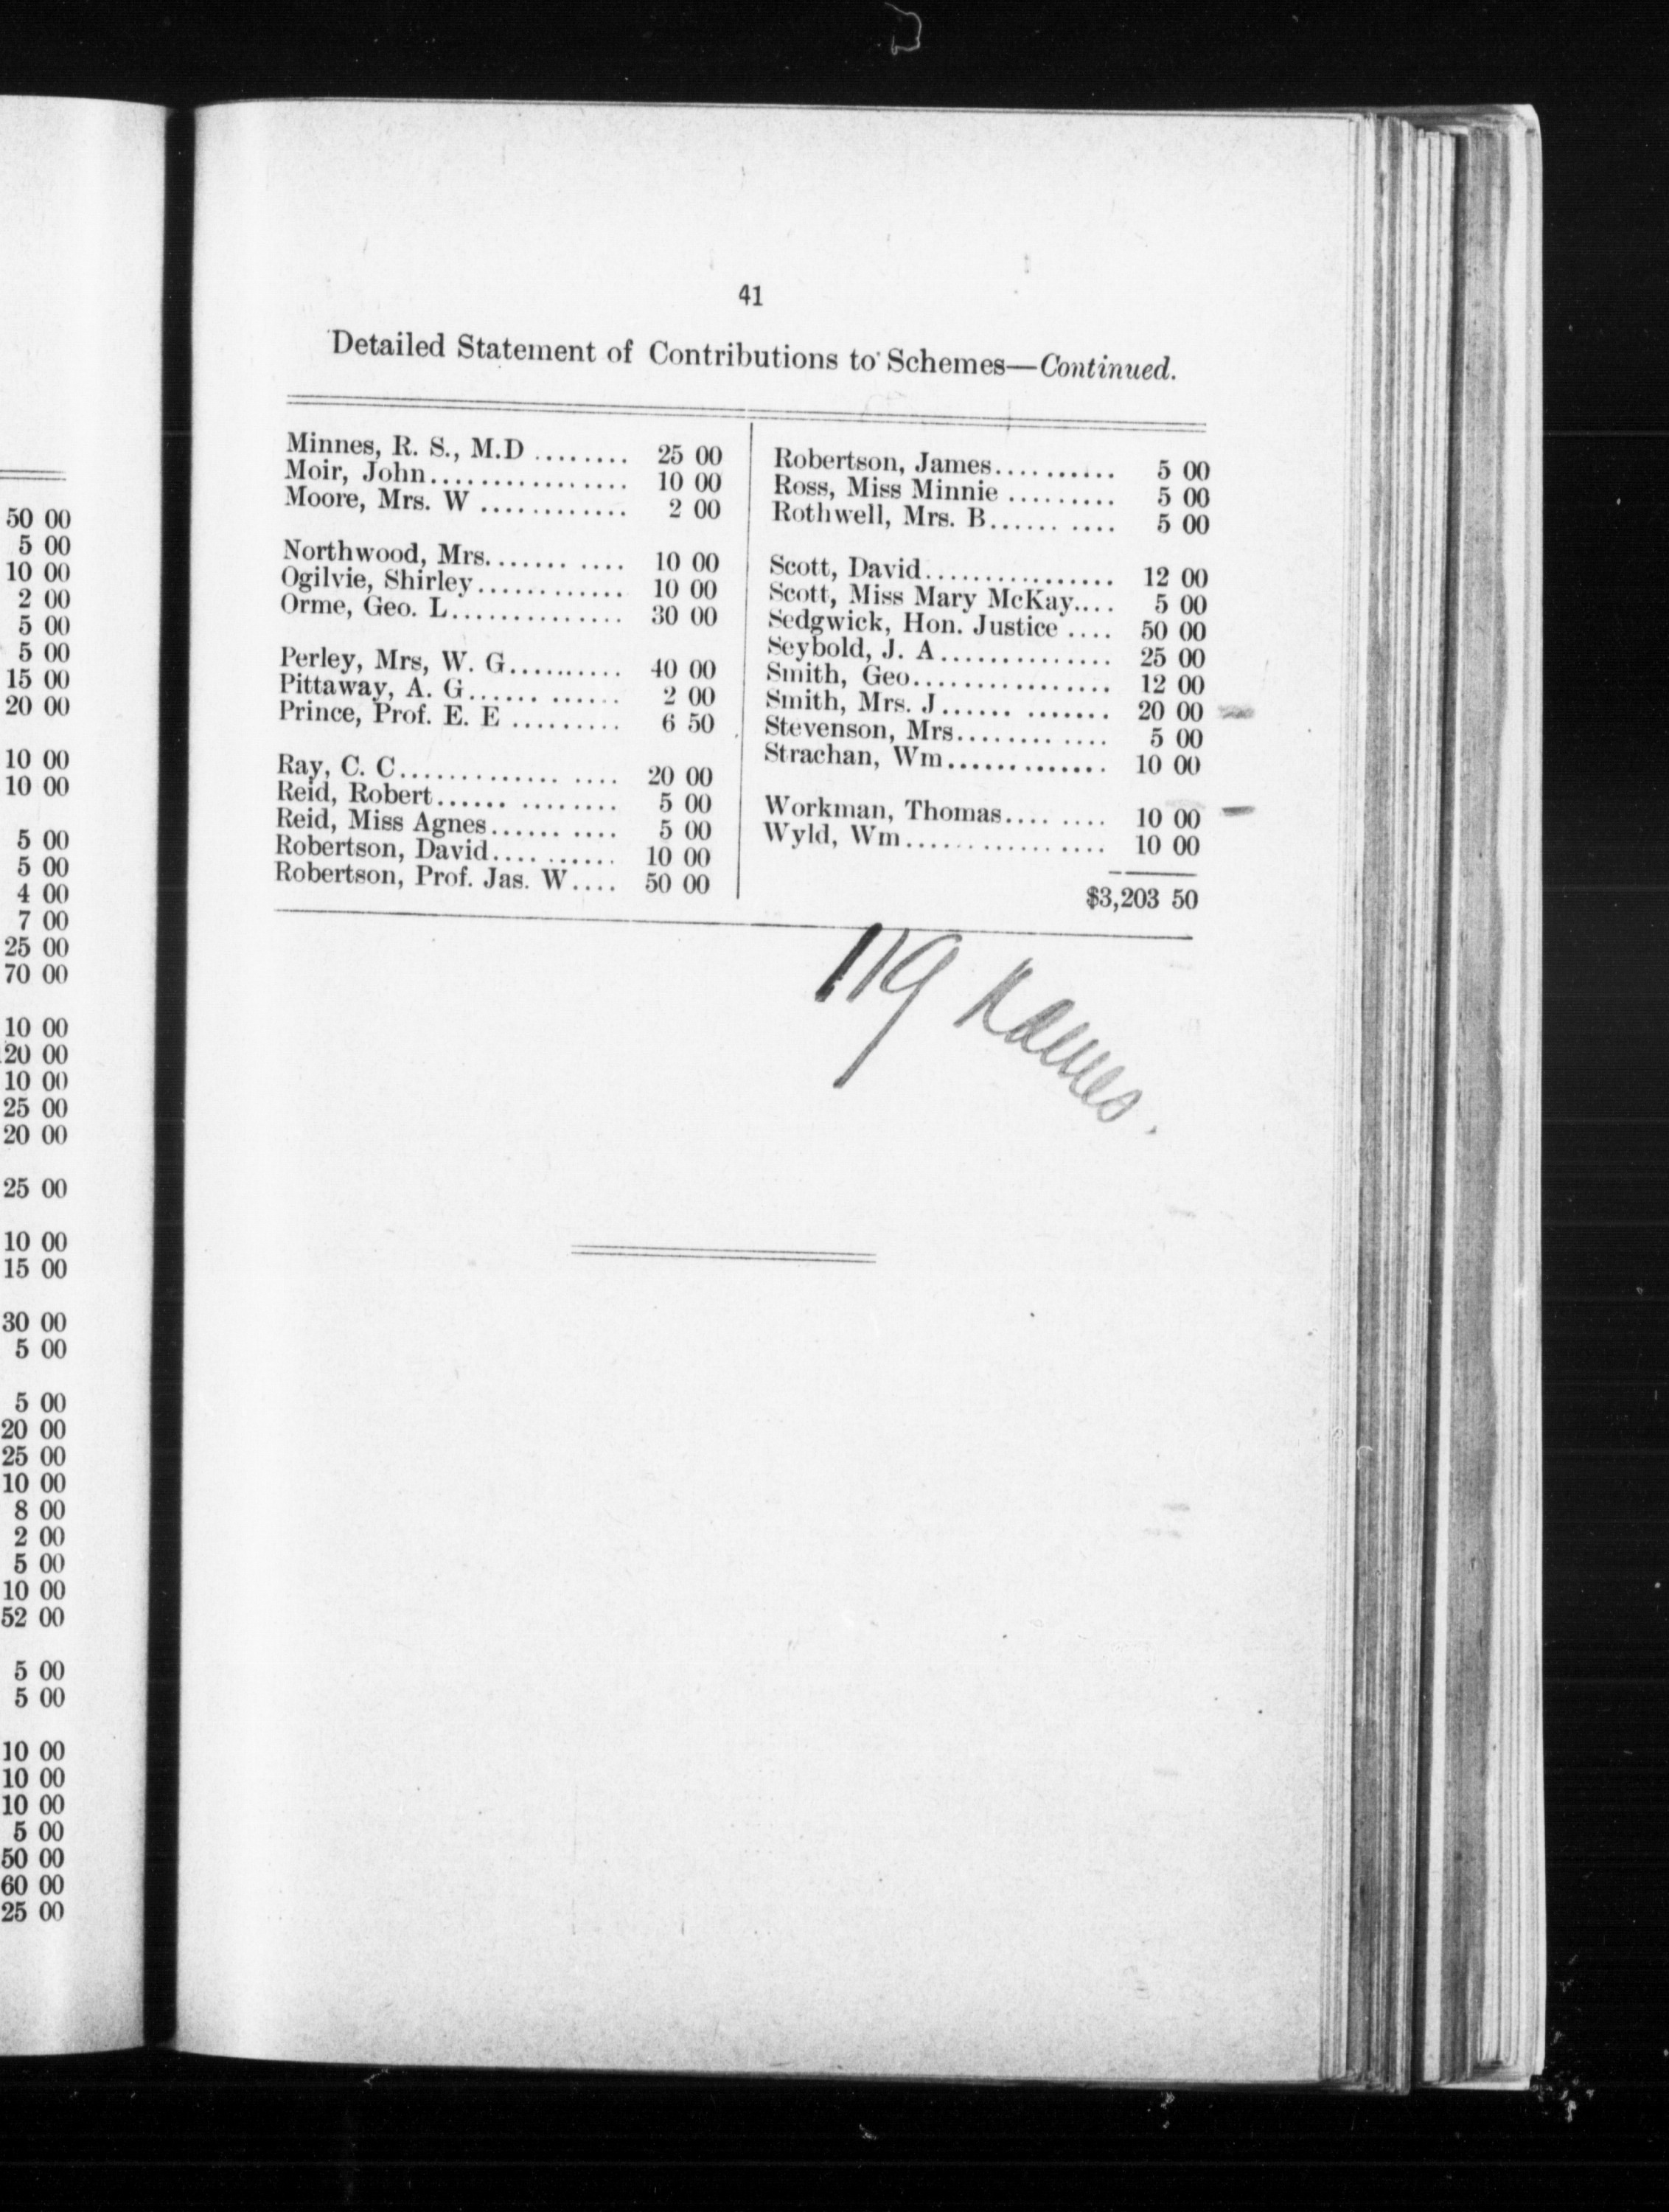 50 00
5 00
10 00
2 00
5 00
5 00
15 00
20 00
10 00
10 00
5 00
5 00
4 00
7 00
25 00
70 00
10 00
20 00
10 00
25 00
20 00
25 00
10 00
15 00
30 00
5 00
5 00
20 00
25 00
10 00
8 00
2 00
5 00
10 00
52 00
5 00
5 00
10 00
10 00
10 00
5 00
50 00
60 00
25 00
41
Detailed Statement of Contributions to Schemes—Continued.
Minnes, R. S., M.D ........ 25 00
Moir, John................ 10 00
Moore, Mrs. W ............ 2 00
Northwood, Mrs....... .... 10 00
Ogilvie, Shirley............ 10 00
Orme, Geo. L.............. 30 00
Perley, Mrs, W. G.......... 40 00
Pittaway, A. G...... ...... 2 00
Prince, Prof. E. E ......... 6 50
Ray, C. C............. .... 20 00
Reid, Robert...... ........ 5 00
Reid, Miss Agnes...... .... 5 00
Robertson, David.... ...... 10 00
Robertson, Prof. Jas. W.... 50 00
Robertson, James........... 5 00
Ross, Miss Minnie ......... 5 00
Rothwell, Mrs. B...... .... 5 00
Scott, David................ 12 00
Scott, Miss Mary McKay.... 5 00
Sedgwick, Hon. Justice .... 50 00
Seybold, J. A.............. 25 00
Smith, Geo................ 12 00
Smith, Mrs. J...... ....... 20 00
Stevenson, Mrs........ .... 5 00
Strachan, Wm............. 10 00
Workman, Thomas.... .... 10 00
Wyld, Wm................ 10 00
$3,203 50
119 names.